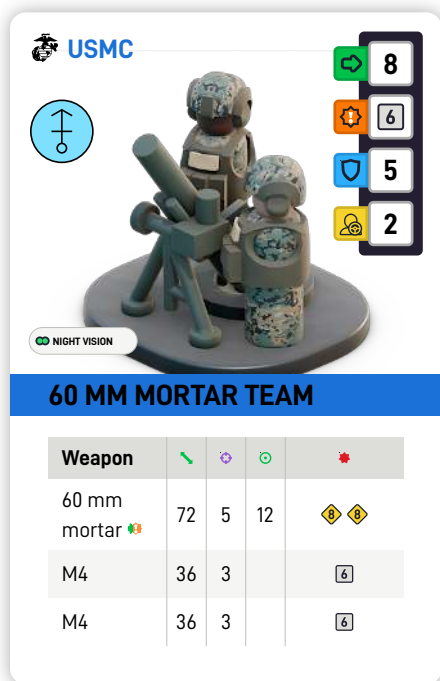 USMC
8
6
5
2
NIGHT VISION
60 MM MORTAR TEAM
Weapon
60 mm
mortar 72 5 12 8 8
M4 36 3 6
M4 36 3 6